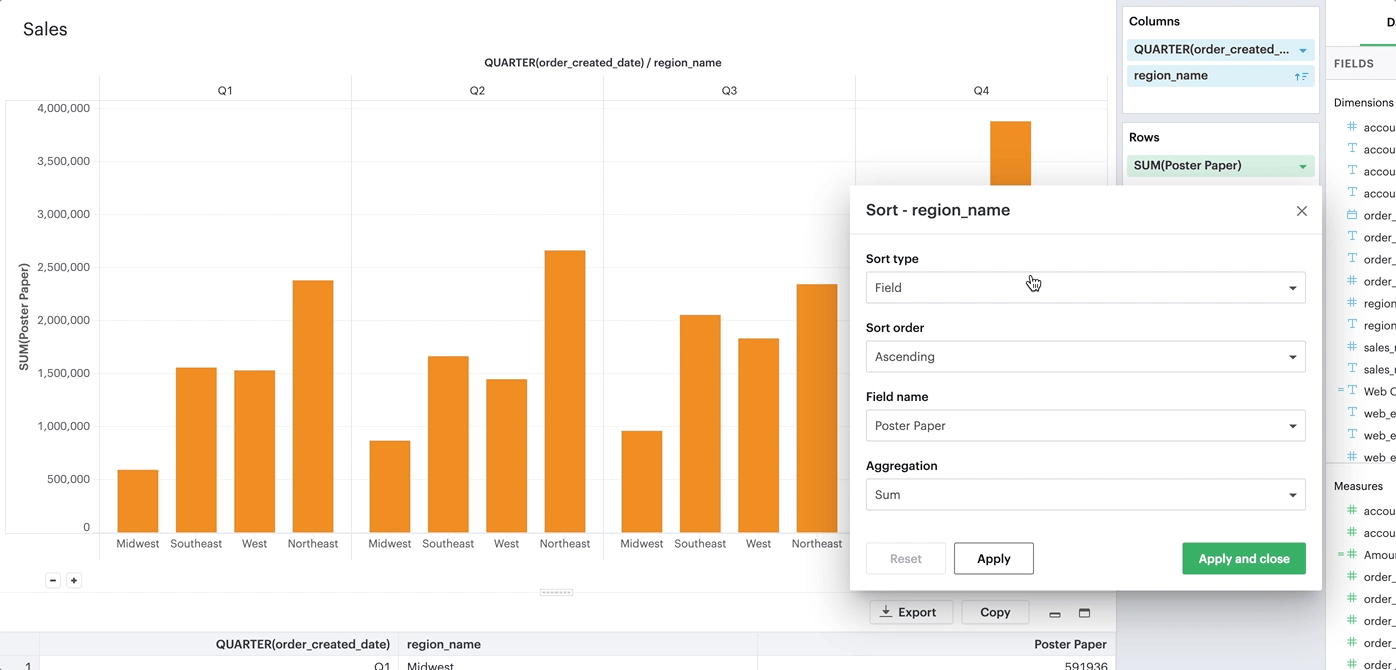 Sales
QUARTER(order_created_date) / region_name
Q1 Q2 Q3 Q4
4,000,000
3,500,000
3,000,000
2,500,000
2,000,000
1,500,000
1,000,000
500,000
0
SUM(Poster Paper)
Midwest Southeast West Northeast Midwest Southeast West Northeast Midwest Southeast West Northeast
Columns
QUARTER(order_created_...
region_name
Rows
SUM(Poster Paper)
Sort - region_name
Sort type
Field
Sort order
Ascending
Field name
Poster Paper
Aggregation
Sum
Reset Apply Apply and close
Export Copy
QUARTER(order_created_date) region_name Poster Paper
1 Q1 Midwest 591936
D
FIELDS
Dimensions
# accou
T accou
T accou
T accou
order_
T order_
T order_
# order_
# region
T region
# sales_r
T sales_r
= T Web C
T web_e
T web_e
# web_e
Measures
# accou
# accou
= # Amou
# order_
# order_
# order_
# order_
# order_